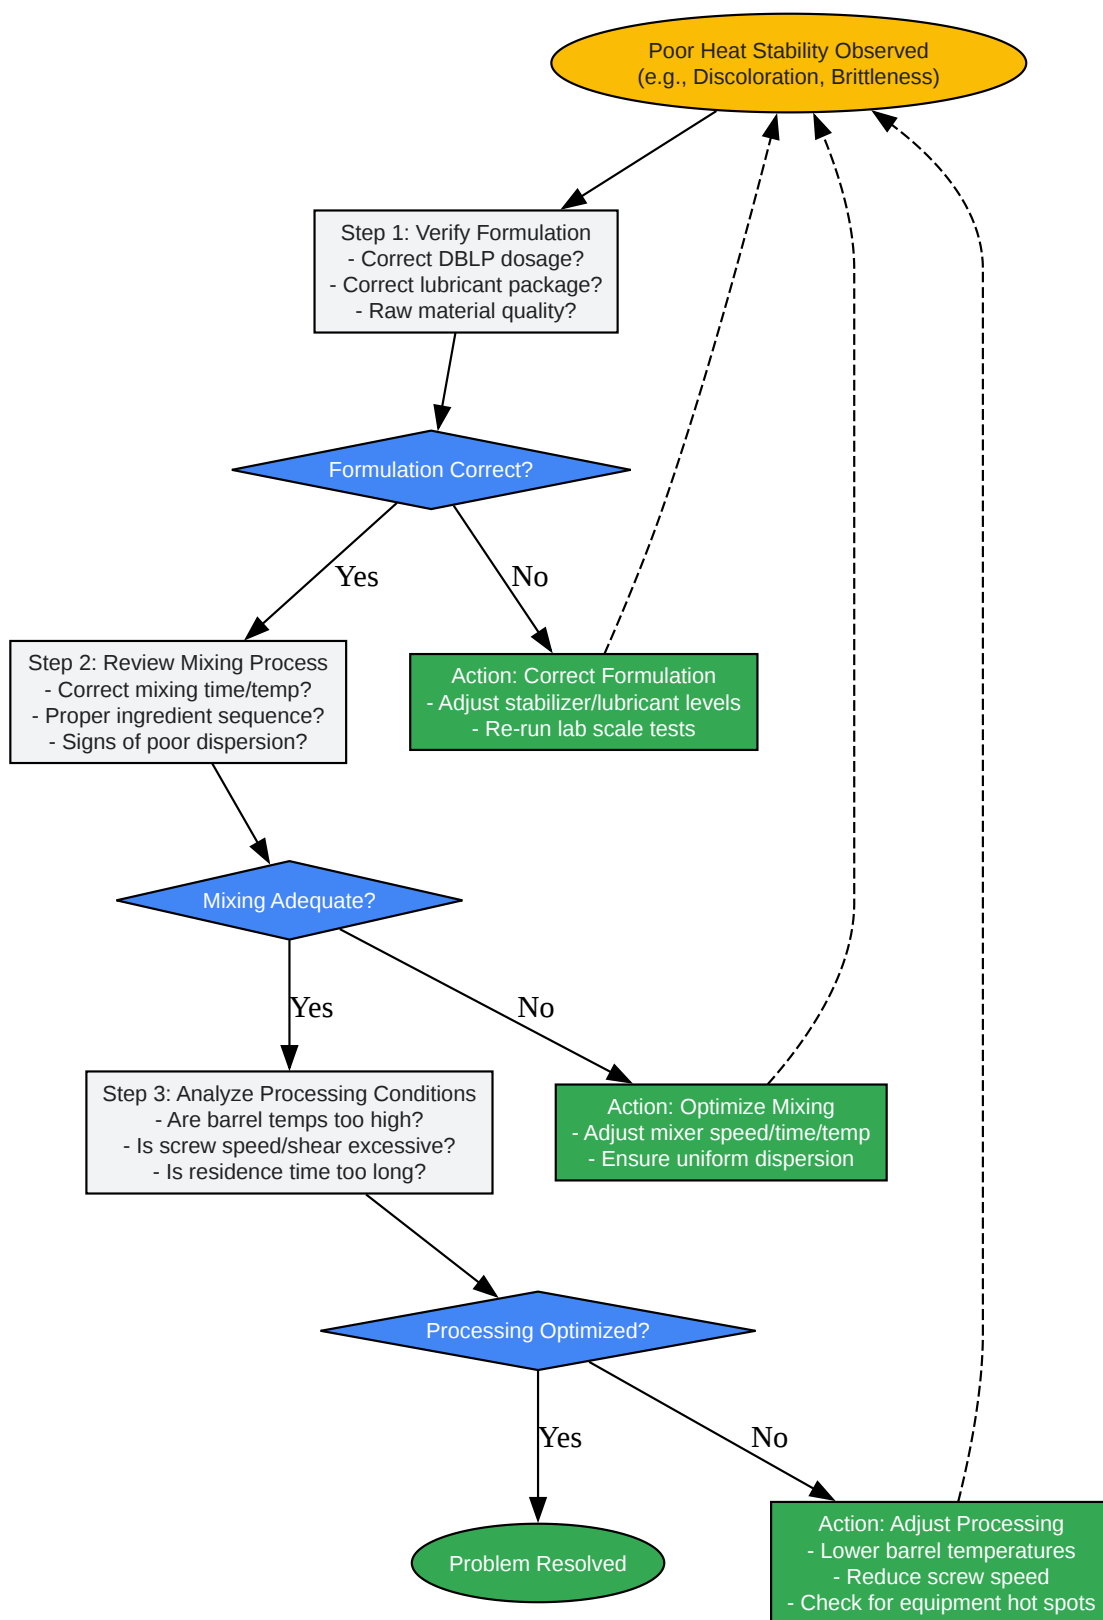 Poor Heat Stability Observed
(e.g., Discoloration, Brittleness)
Step 1: Verify Formulation
- Correct DBLP dosage?
- Correct lubricant package?
- Raw material quality?
Formulation Correct?
Yes
No
Step 2: Review Mixing Process
- Correct mixing time/temp?
- Proper ingredient sequence?
- Signs of poor dispersion?
Action: Correct Formulation
- Adjust stabilizer/lubricant levels
- Re-run lab scale tests
Mixing Adequate?
Yes
No
Step 3: Analyze Processing Conditions
- Are barrel temps too high?
- Is screw speed/shear excessive?
- Is residence time too long?
Action: Optimize Mixing
- Adjust mixer speed/time/temp
- Ensure uniform dispersion
Processing Optimized?
Yes
No
Problem Resolved
Action: Adjust Processing
- Lower barrel temperatures
- Reduce screw speed
- Check for equipment hot spots